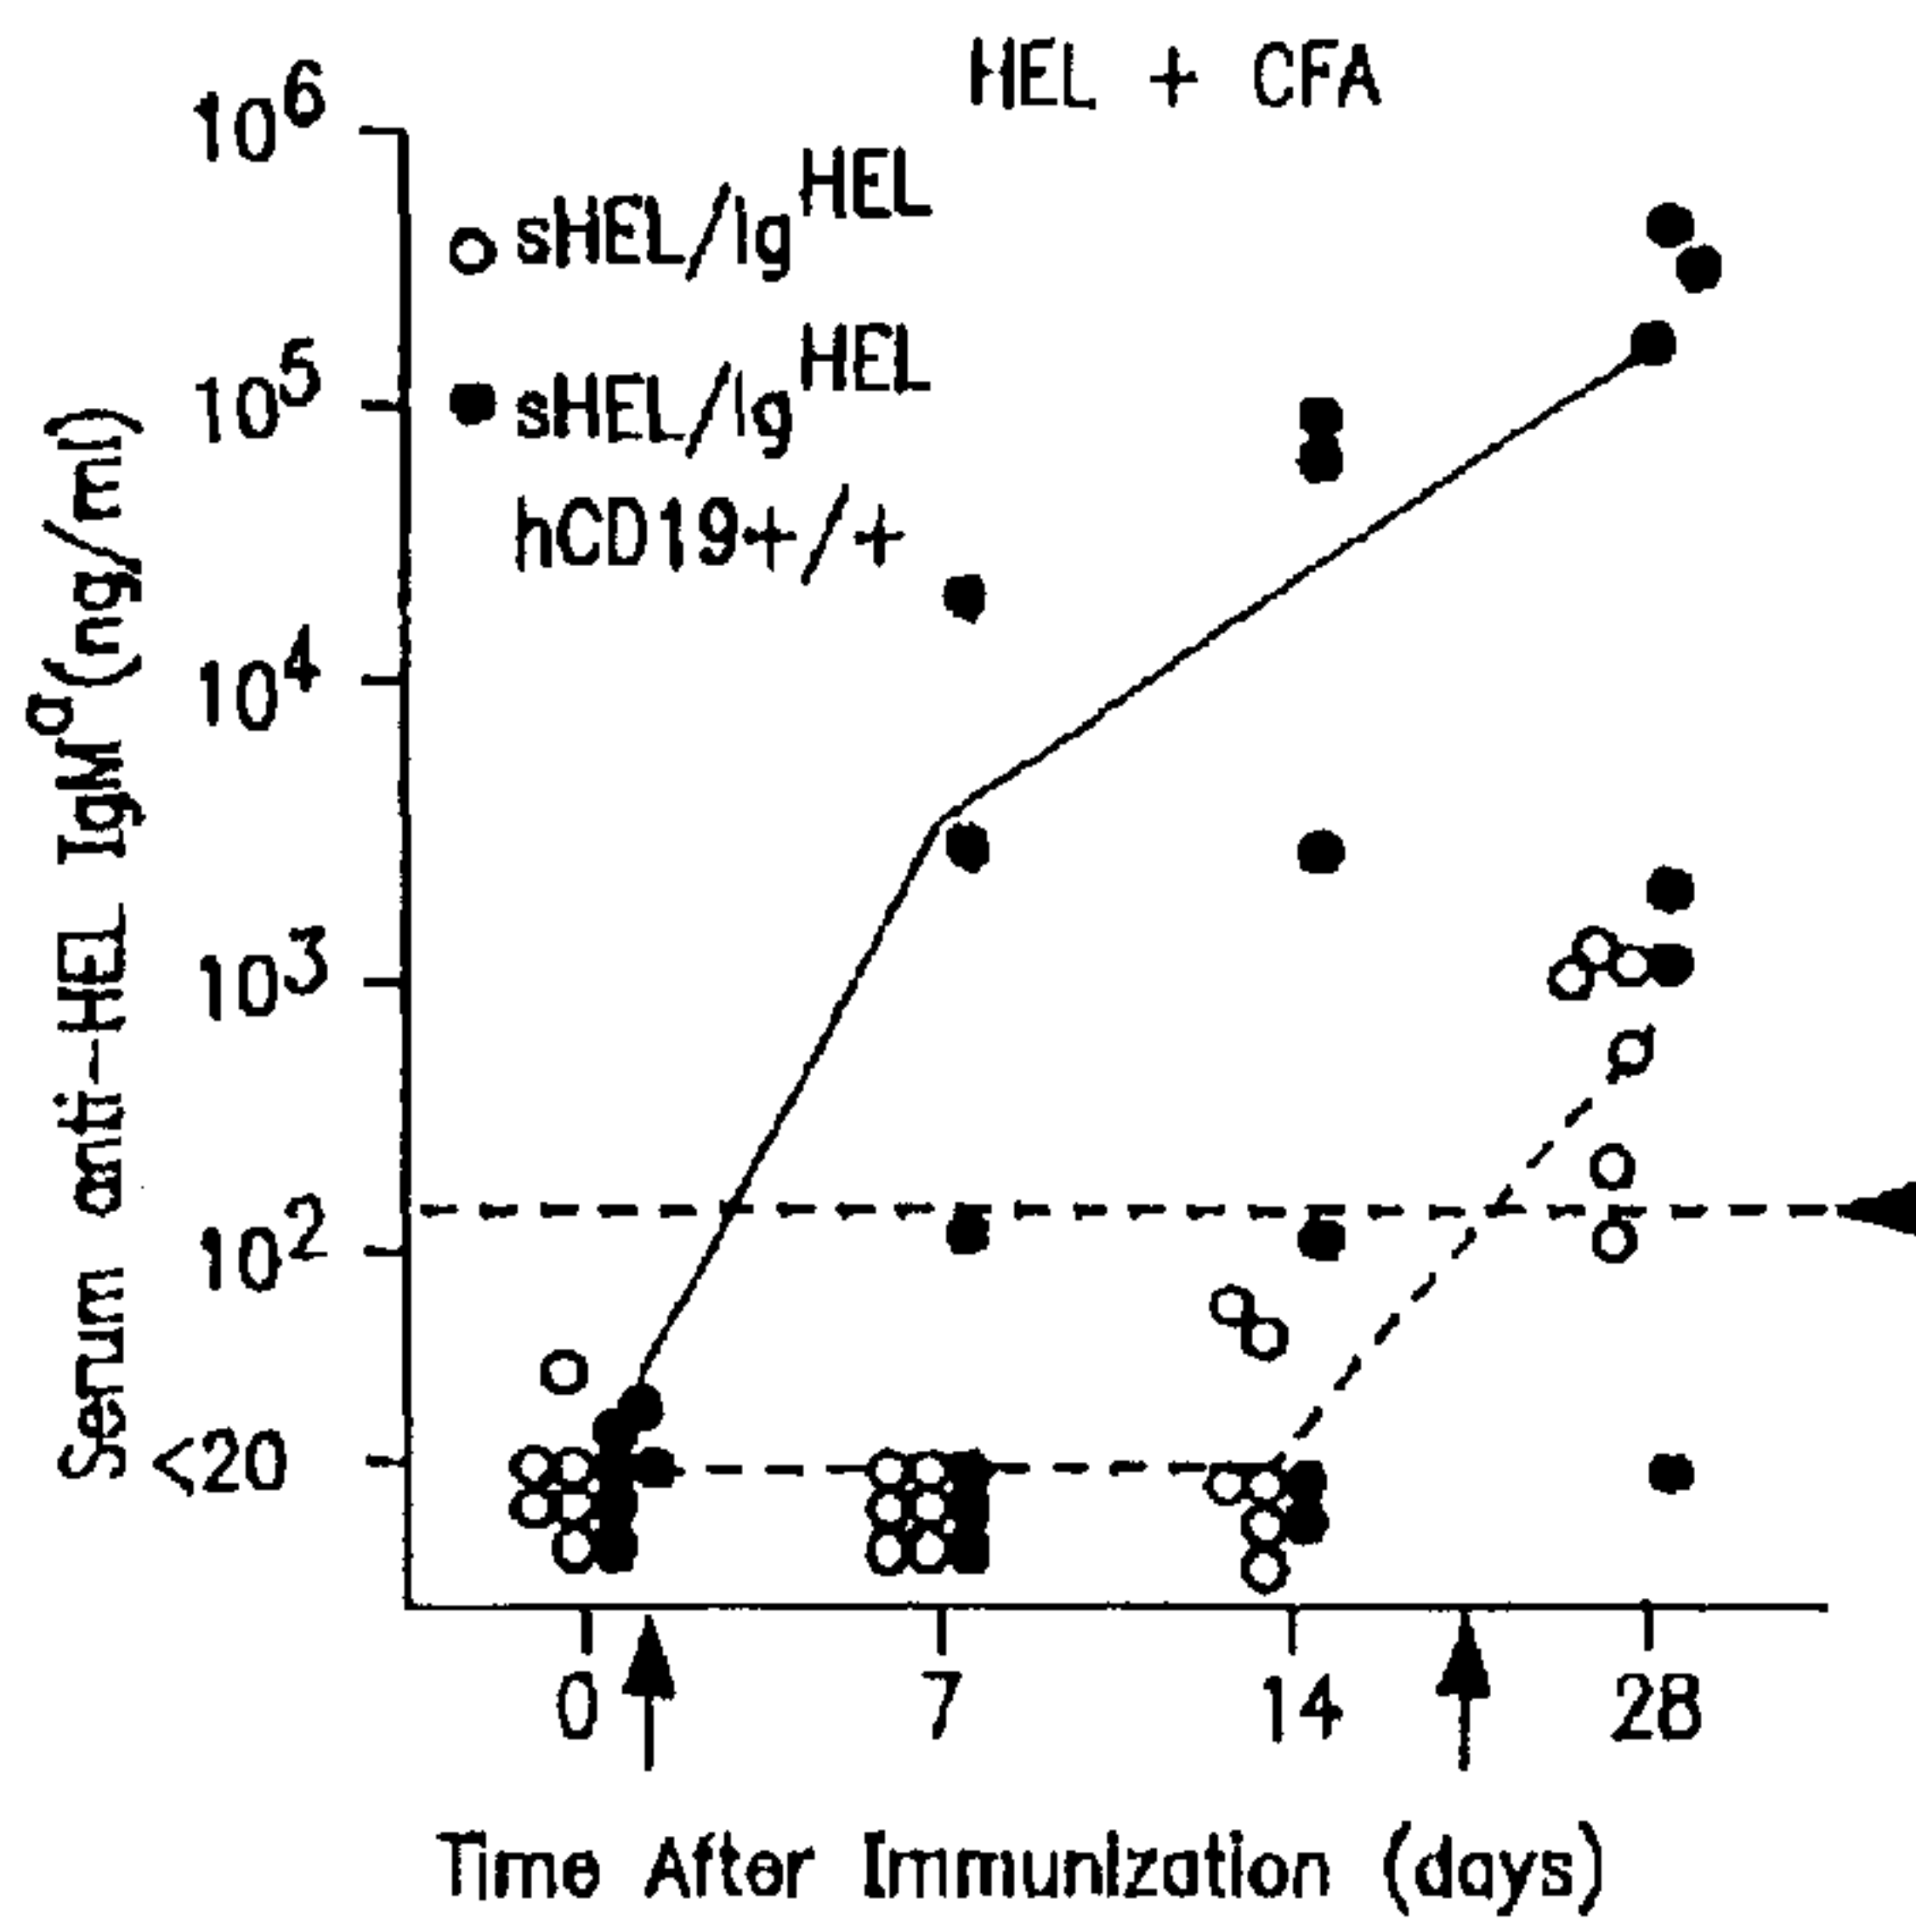 HEL + CFA
10^6
sHEL/Ig^HEL
10^5
sHEL/Ig^HEL
hCD19+/+
10^4
10^3
10^2
<20
Serum anti-HEL IgM^a (ng/ml)
0 7 14 28
Time After Immunization (days)